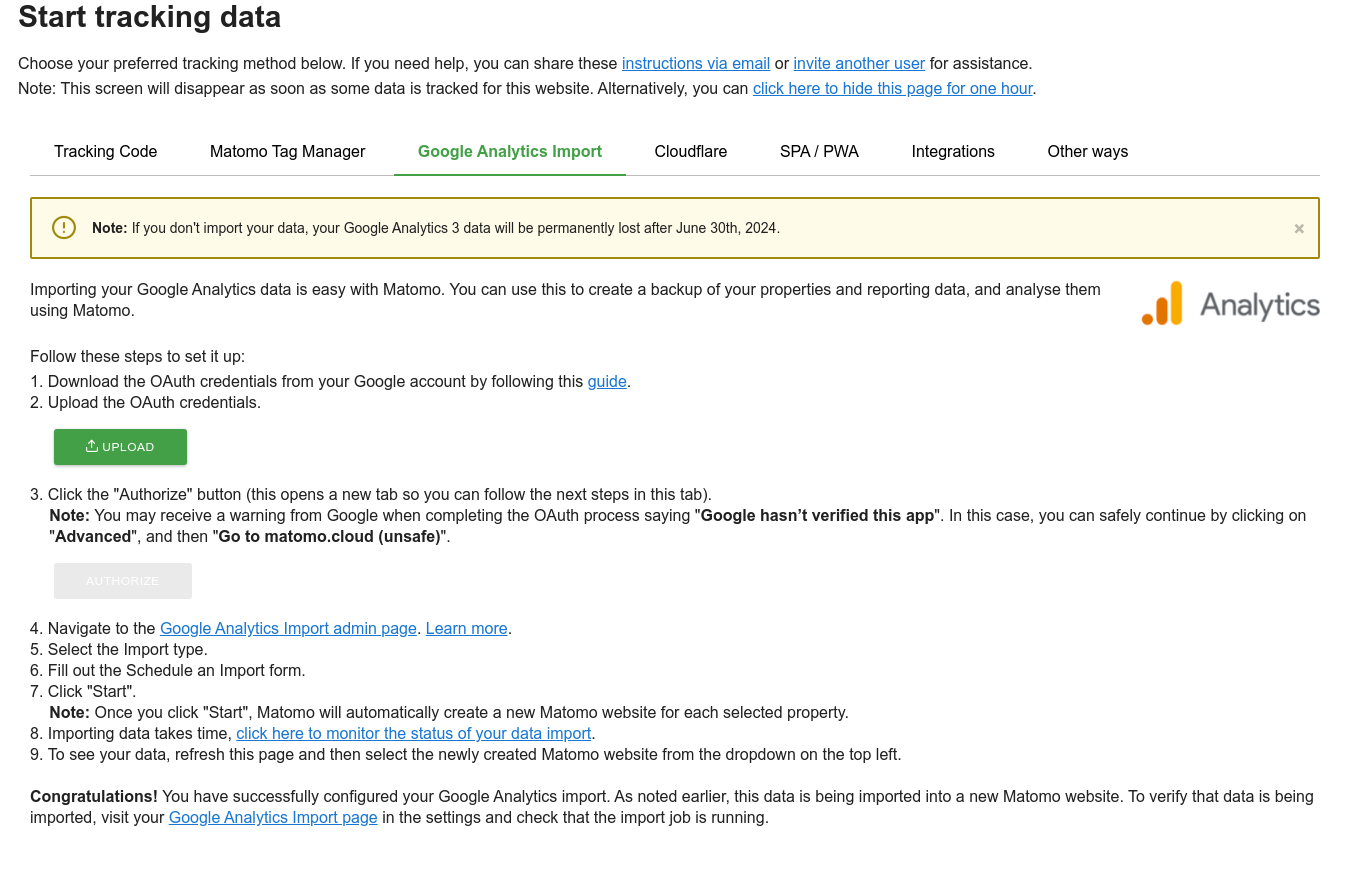 Start tracking data
Choose your preferred tracking method below. If you need help, you can share these instructions via email or invite another user for assistance.
Note: This screen will disappear as soon as some data is tracked for this website. Alternatively, you can click here to hide this page for one hour.
Tracking Code Matomo Tag Manager Google Analytics Import Cloudflare SPA / PWA Integrations Other ways
Note: If you don't import your data, your Google Analytics 3 data will be permanently lost after June 30th, 2024. ×
Importing your Google Analytics data is easy with Matomo. You can use this to create a backup of your properties and reporting data, and analyse them
using Matomo.
Analytics
Follow these steps to set it up:
1. Download the OAuth credentials from your Google account by following this guide.
2. Upload the OAuth credentials.
UPLOAD
3. Click the "Authorize" button (this opens a new tab so you can follow the next steps in this tab).
Note: You may receive a warning from Google when completing the OAuth process saying "Google hasn’t verified this app". In this case, you can safely continue by clicking on
"Advanced", and then "Go to matomo.cloud (unsafe)".
AUTHORIZE
4. Navigate to the Google Analytics Import admin page. Learn more.
5. Select the Import type.
6. Fill out the Schedule an Import form.
7. Click "Start".
Note: Once you click "Start", Matomo will automatically create a new Matomo website for each selected property.
8. Importing data takes time, click here to monitor the status of your data import.
9. To see your data, refresh this page and then select the newly created Matomo website from the dropdown on the top left.
Congratulations! You have successfully configured your Google Analytics import. As noted earlier, this data is being imported into a new Matomo website. To verify that data is being
imported, visit your Google Analytics Import page in the settings and check that the import job is running.